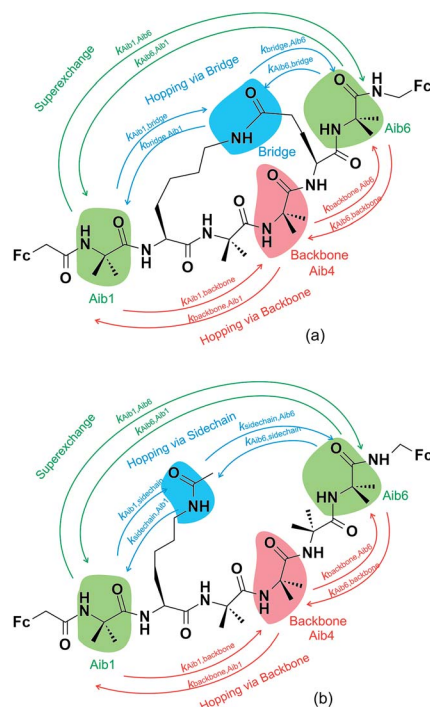 Superexchange
kAib1,Aib6
kAib6,Aib1
Hopping via Bridge
kbridge,Aib6
kAib6,bridge
kAib1,bridge
kbridge,Aib1
O
H
N
Fc
O
N
H
Aib6
O
NH
Bridge
O
N
H
O
H
N
O
H
N
O
N
H
O
H
N
O
Fc
O
Aib1
Backbone
Aib4
kbackbone,Aib6
kAib6,backbone
kAib1,backbone
kbackbone,Aib1
Hopping via Backbone
(a)
Superexchange
kAib1,Aib6
kAib6,Aib1
Hopping via Sidechain
ksidechain,Aib6
kAib6,sidechain
kAib1,sidechain
ksidechain,Aib1
O
NH
O
H
N
Fc
O
N
H
Aib6
O
N
H
O
H
N
O
H
N
O
N
H
O
H
N
O
Fc
O
Aib1
Backbone
Aib4
kbackbone,Aib6
kAib6,backbone
kAib1,backbone
kbackbone,Aib1
Hopping via Backbone
(b)